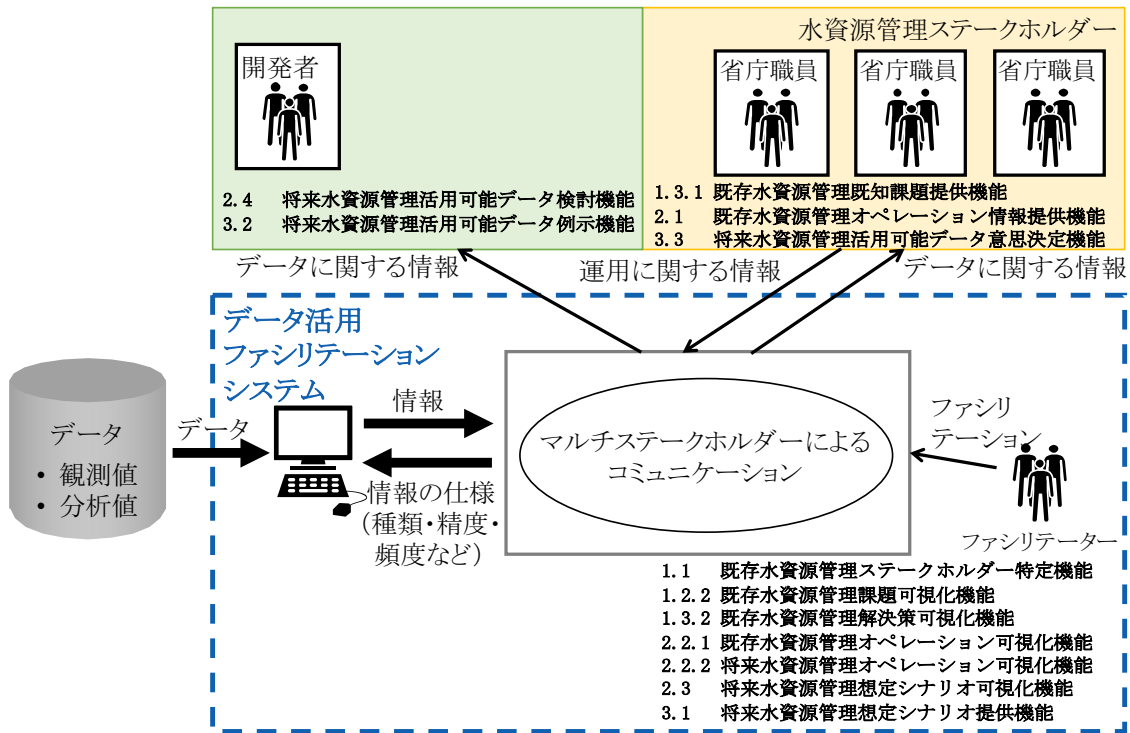 水資源管理ステークホルダー
開発者
省庁職員
省庁職員
省庁職員
2.4 将来水資源管理活用可能データ検討機能
3.2 将来水資源管理活用可能データ例示機能
1.3.1 既存水資源管理既知課題提供機能
2.1 既存水資源管理オペレーション情報提供機能
3.3 将来水資源管理活用可能データ意思決定機能
データに関する情報
運用に関する情報
データに関する情報
データ活用
ファシリテーション
システム
データ
• 観測値
• 分析値
データ
情報
情報の仕様
（種類・精度・
頻度など）
マルチステークホルダーによる
コミュニケーション
ファシリ
テーション
ファシリテーター
1.1 既存水資源管理ステークホルダー特定機能
1.2.2 既存水資源管理課題可視化機能
1.3.2 既存水資源管理解決策可視化機能
2.2.1 既存水資源管理オペレーション可視化機能
2.2.2 将来水資源管理オペレーション可視化機能
2.3 将来水資源管理想定シナリオ可視化機能
3.1 将来水資源管理想定シナリオ提供機能